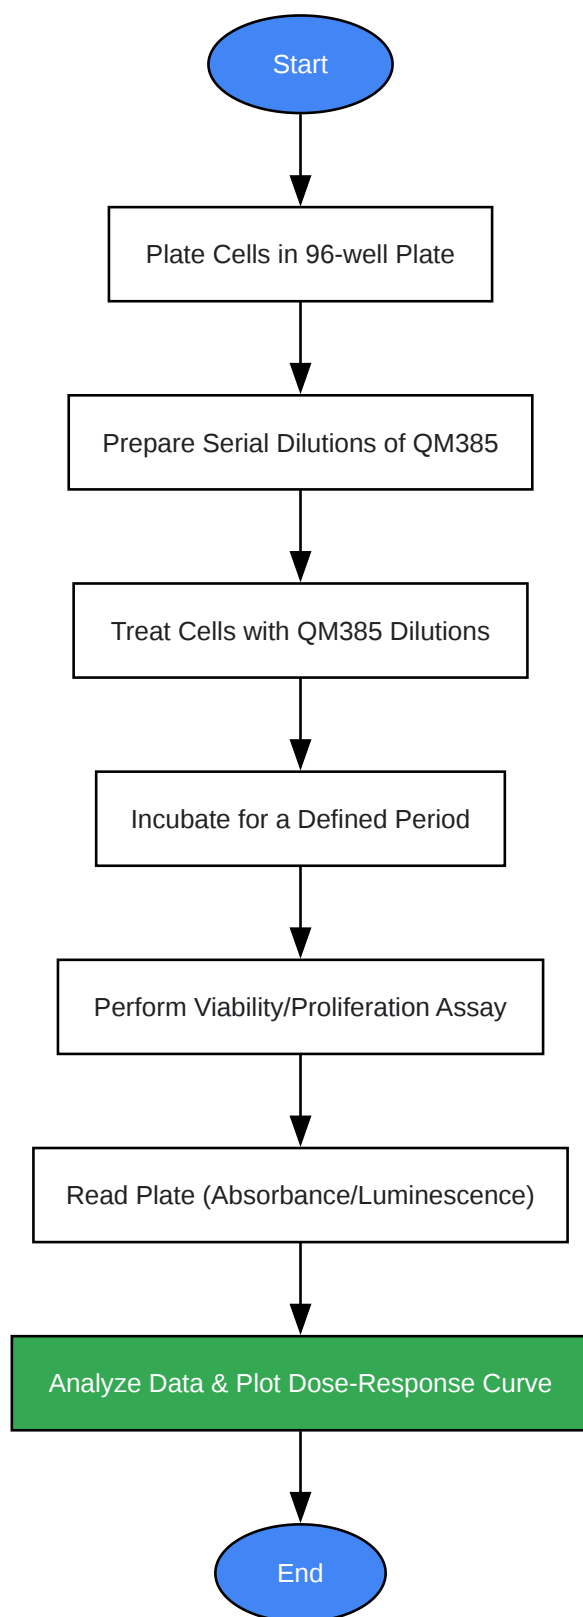 Start
Plate Cells in 96-well Plate
Prepare Serial Dilutions of QM385
Treat Cells with QM385 Dilutions
Incubate for a Defined Period
Perform Viability/Proliferation Assay
Read Plate (Absorbance/Luminescence)
Analyze Data & Plot Dose-Response Curve
End